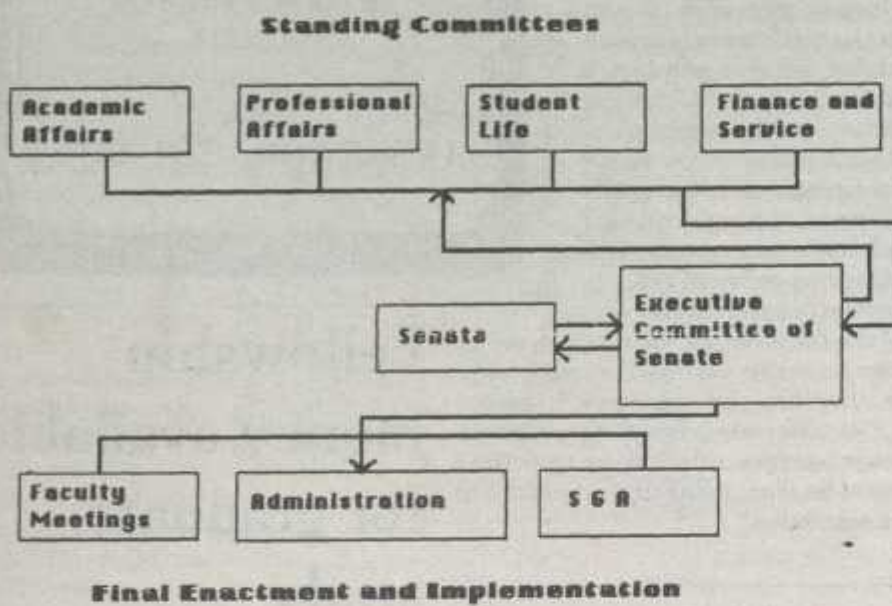 Standing Committees
Academic
Affairs
Professional
Affairs
Student
Life
Finance and
Service
Senate
Executive
Committee of
Senate
Faculty
Meetings
Administration
S G A
Final Enactment and Implementation